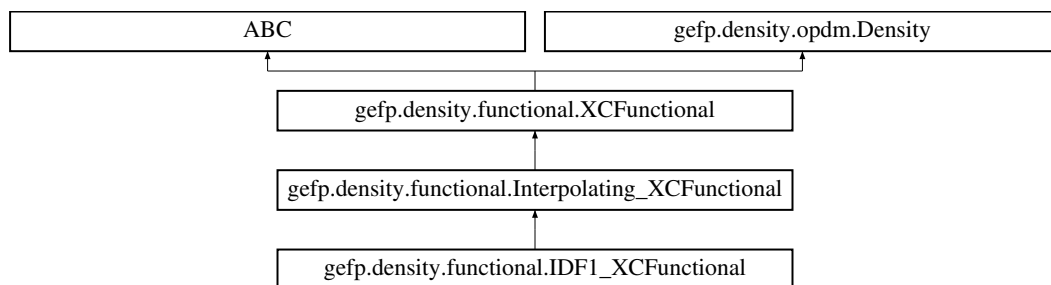 ABC
gefp.density.opdm.Density
gefp.density.functional.XCFunctional
gefp.density.functional.Interpolating_XCFunctional
gefp.density.functional.IDF1_XCFunctional